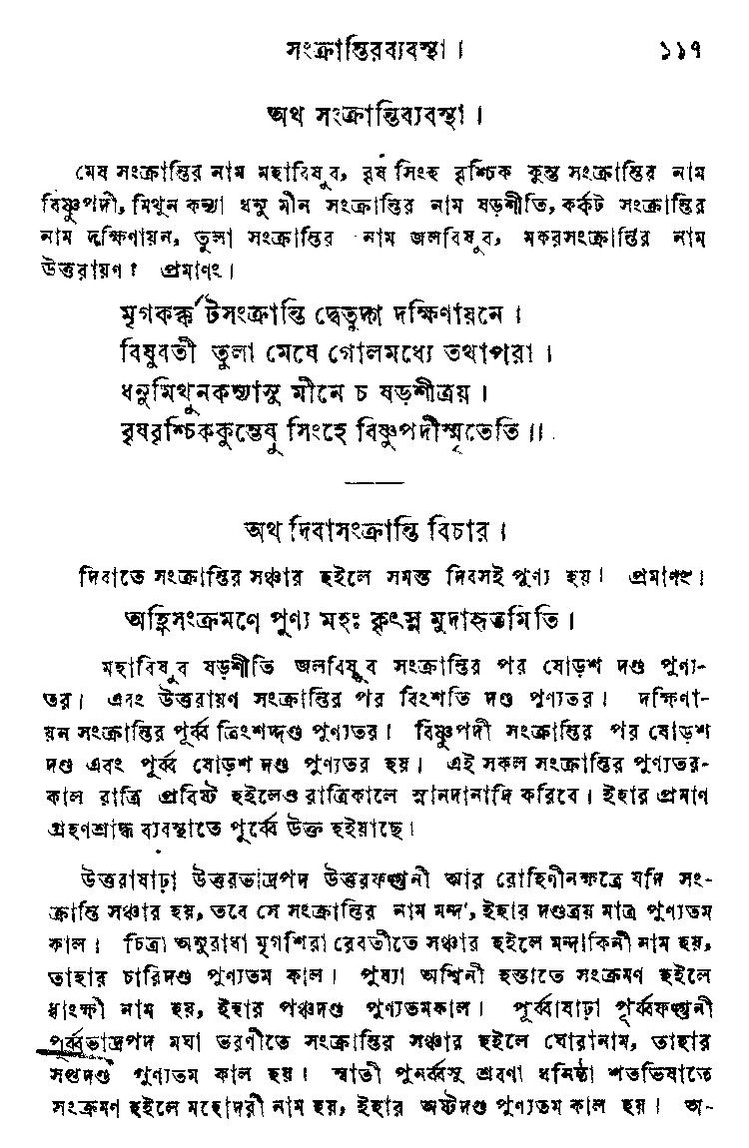 সংক্রান্তিরব্যবস্থা। ১১৭
অথ সংক্রান্তিব্যবস্থা।
মেষ সংক্রান্তির নাম মহাবিষুব, বৃষ সিংহ বৃশ্চিক কুম্ভ সংক্রান্তির নাম
বিষ্ণুপদী, মিথুন কন্যা ধনু মীন সংক্রান্তির নাম ষড়শীতি, কর্কট সংক্রান্তির
নাম দক্ষিণায়ন, তুলা সংক্রান্তির নাম জলবিষুব, মকরসংক্রান্তির নাম
উত্তরায়ণ। প্রমাণং।
মৃগকর্ক্কটসংক্রান্তি দ্বেতূদগ্দক্ষিণায়নে।
বিষুবতী তুলা মেষে গোলমধ্যে তথাপরা।
ধনুমিথুনকন্যাসু মীনে চ ষড়শীত্রয়।
বৃষবৃশ্চিককুম্ভেষু সিংহে বিষ্ণুপদীস্মৃতেতি॥
অথ দিবাসংক্রান্তি বিচার।
দিবাতে সংক্রান্তির সঞ্চার হইলে সমস্ত দিবসই পুণ্য হয়। প্রমাণং।
অহ্নিসংক্রমণে পুণ্য মহঃ কৃৎস্ন মুদাহৃতমিতি।
মহাবিষুব ষড়শীতি জলবিষুব সংক্রান্তির পর ষোড়শ দণ্ড পুণ্য-
তর। এবং উত্তরায়ণ সংক্রান্তির পর বিংশতি দণ্ড পুণ্যতর। দক্ষিণা-
য়ন সংক্রান্তির পূর্ব্ব ত্রিংশদ্দণ্ড পুণ্যতর। বিষ্ণুপদী সংক্রান্তির পর ষোড়শ
দণ্ড এবং পূর্ব্ব ষোড়শ দণ্ড পুণ্যতর হয়। এই সকল সংক্রান্তির পুণ্যতর-
কাল রাত্রি প্রবিষ্ট হইলেও রাত্রিকালে স্নানদানাদি করিবে। ইহার প্রমাণ
গ্রহণশ্রাদ্ধ ব্যবস্থাতে পূর্ব্বে উক্ত হইয়াছে।
উত্তরাষাঢ়া উত্তরভাদ্রপদ উত্তরফল্গুনী আর রোহিণীনক্ষত্রে যদি সং-
ক্রান্তি সঞ্চার হয়, তবে সে সংক্রান্তির নাম মন্দা, ইহার দণ্ডত্রয় মাত্র পুণ্যতম
কাল। চিত্রা অনুরাধা মৃগশিরা রেবতীতে সঞ্চার হইলে মন্দাকিনী নাম হয়,
তাহার চারিদণ্ড পুণ্যতম কাল। পুষ্যা অশ্বিনী হস্তাতে সংক্রমণ হইলে
ধ্বাংক্ষী নাম হয়, ইহার পঞ্চদণ্ড পুণ্যতমকাল। পূর্ব্বাষাঢ়া পূর্ব্বফল্গুনী
পূর্ব্বভাদ্রপদ মঘা ভরণীতে সংক্রান্তির সঞ্চার হইলে ঘোরানাম, তাহার
সপ্তদণ্ড পুণ্যতম কাল হয়। স্বাতী পুনর্ব্বসু শ্রবণা ধনিষ্ঠা শতভিষাতে
সংক্রমণ হইলে মহোদরী নাম হয়, ইহার অষ্টদণ্ড পুণ্যতম কাল হয়। অ-